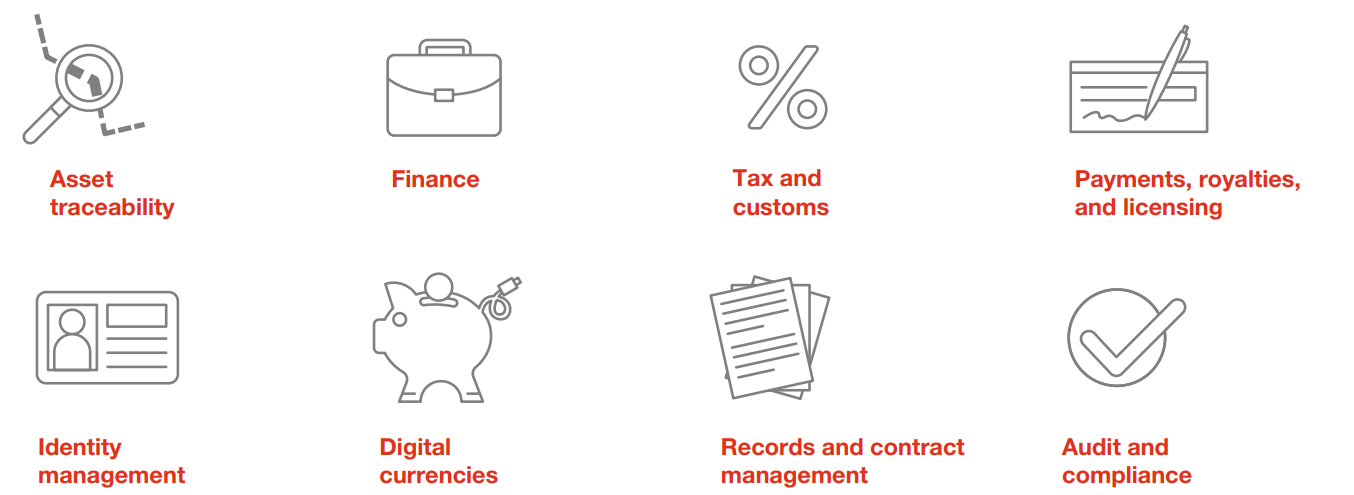 Asset
traceability
Finance
Tax and
customs
Payments, royalties,
and licensing
Identity
management
Digital
currencies
Records and contract
management
Audit and
compliance